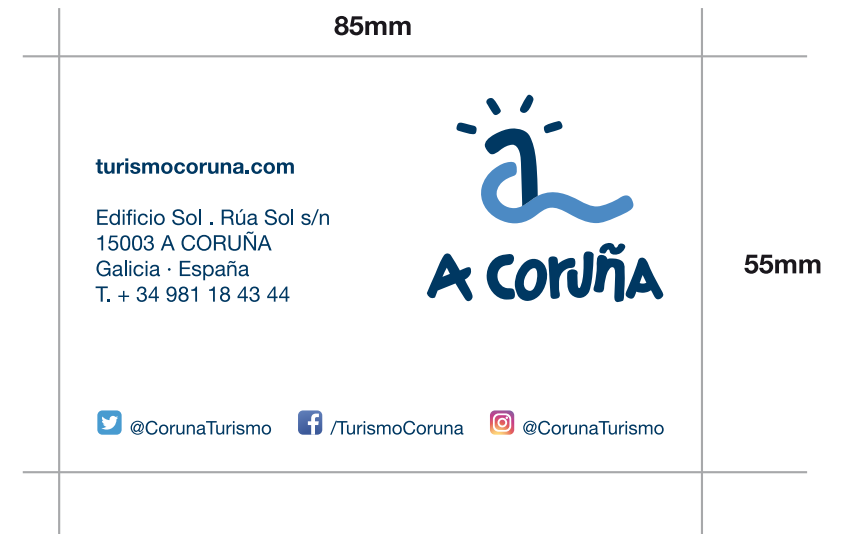 85mm
turismocoruna.com
Edificio Sol . Rúa Sol s/n
15003 A CORUÑA
Galicia · España
T. + 34 981 18 43 44
A CORUÑA
55mm
@CorunaTurismo
/TurismoCoruna
@CorunaTurismo